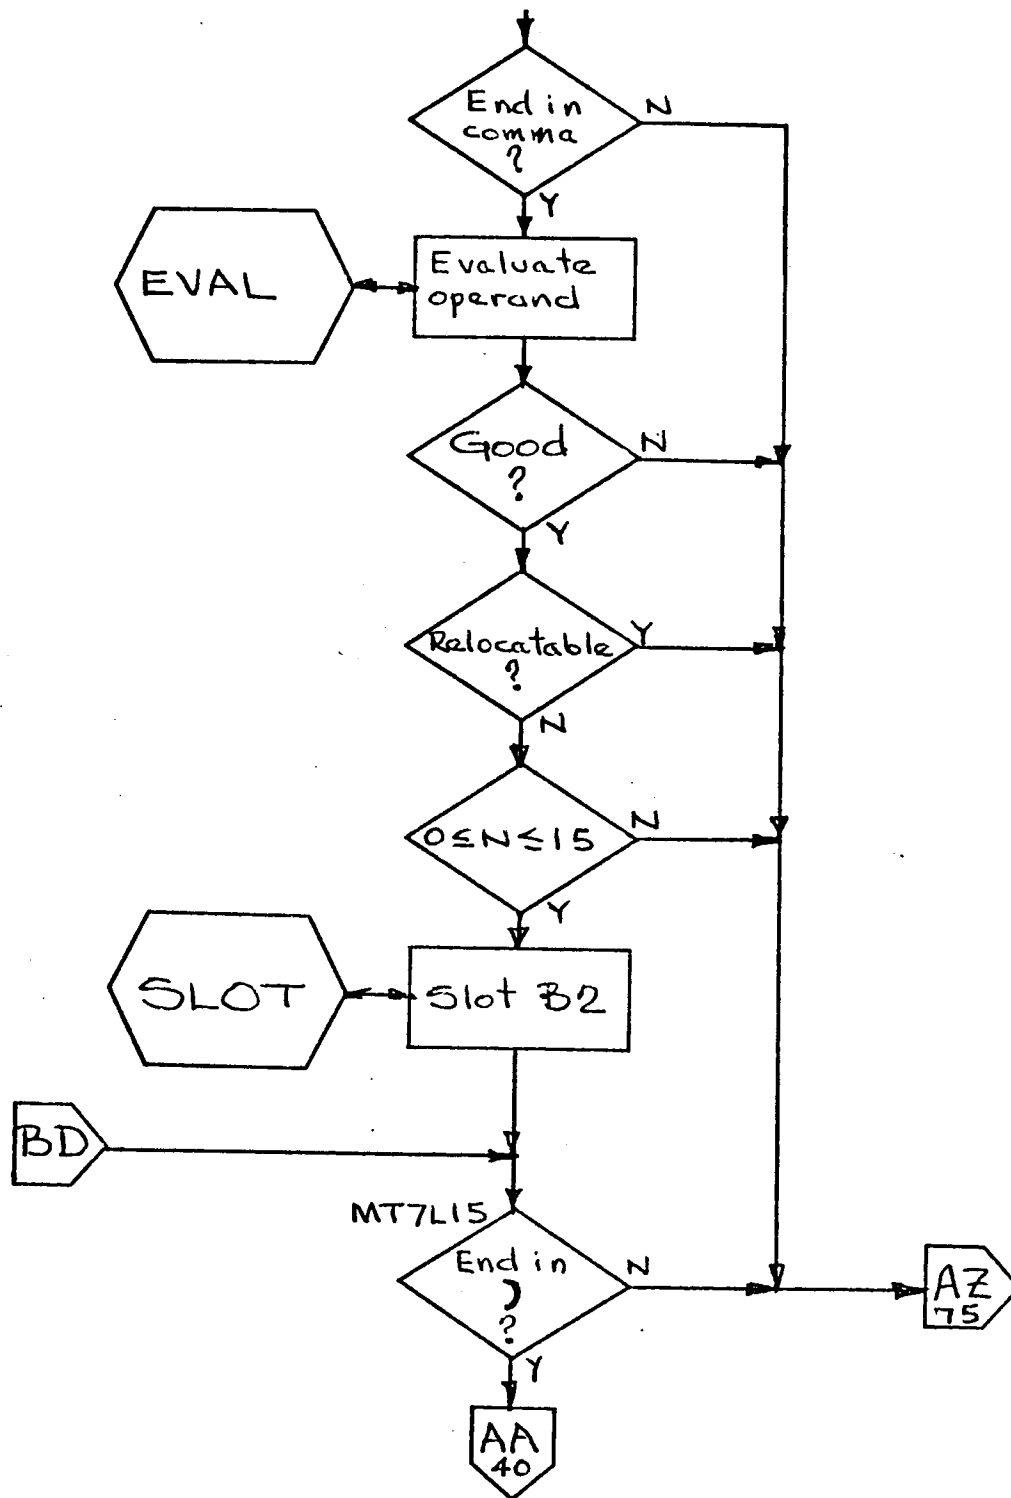 End in
comma
?
N
Y
EVAL
Evaluate
operand
Good
?
N
Y
Relocatable
?
Y
N
0≤N≤15
N
Y
SLOT
Slot B2
BD
MT7L15
End in
)
?
N
Y
AZ
75
AA
40